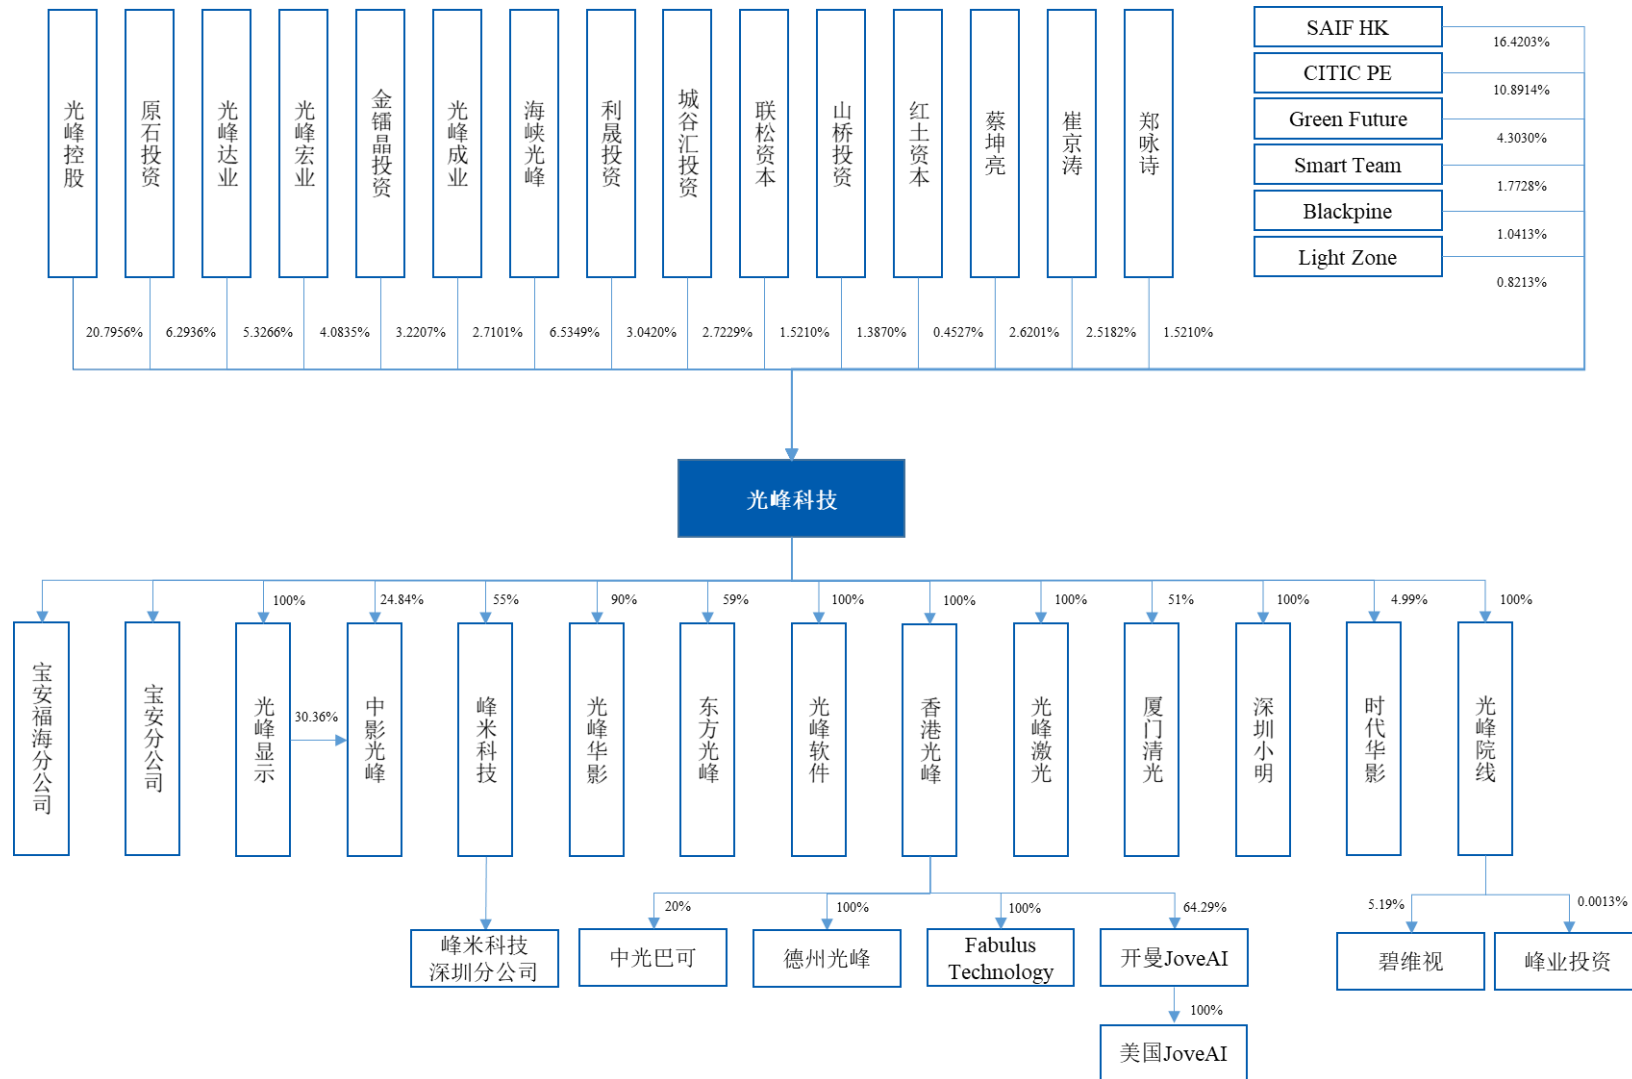 光峰控股
原石投资
光峰达业
光峰宏业
金镭晶投资
光峰成业
海峡光峰
利晟投资
城谷汇投资
联松资本
山桥投资
红土资本
蔡坤亮
崔京涛
郑咏诗
SAIF HK
16.4203%
CITIC PE
10.8914%
Green Future
4.3030%
Smart Team
1.7728%
Blackpine
1.0413%
Light Zone
0.8213%
20.7956%
6.2936%
5.3266%
4.0835%
3.2207%
2.7101%
6.5349%
3.0420%
2.7229%
1.5210%
1.3870%
0.4527%
2.6201%
2.5182%
1.5210%
光峰科技
100%
24.84%
55%
90%
59%
100%
100%
100%
51%
100%
4.99%
100%
宝安福海分公司
宝安分公司
光峰显示
30.36%
中影光峰
峰米科技
光峰华影
东方光峰
光峰软件
香港光峰
光峰激光
厦门清光
深圳小明
时代华影
光峰院线
20%
100%
100%
64.29%
5.19%
0.0013%
峰米科技
深圳分公司
中光巴可
德州光峰
Fabulus
Technology
开曼JoveAI
碧维视
峰业投资
100%
美国JoveAI